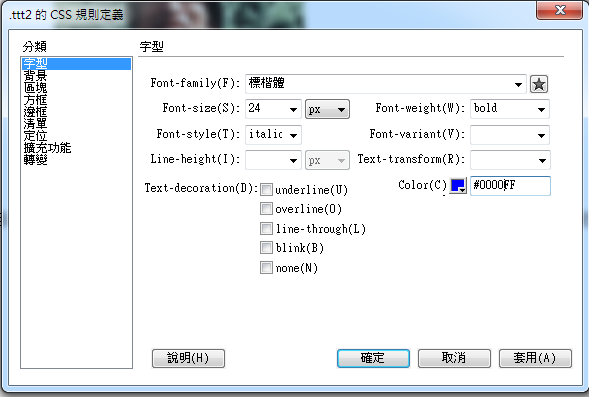 .ttt2 的 CSS 規則定義
分類
字型
背景
區塊
方框
邊框
清單
定位
擴充功能
轉變
字型
Font-family(F): 標楷體
Font-size(S): 24 px Font-weight(W): bold
Font-style(T): italic Font-variant(V):
Line-height(I): px Text-transform(R):
Text-decoration(D): underline(U) Color(C) #0000FF
overline(O)
line-through(L)
blink(B)
none(N)
說明(H) 確定 取消 套用(A)